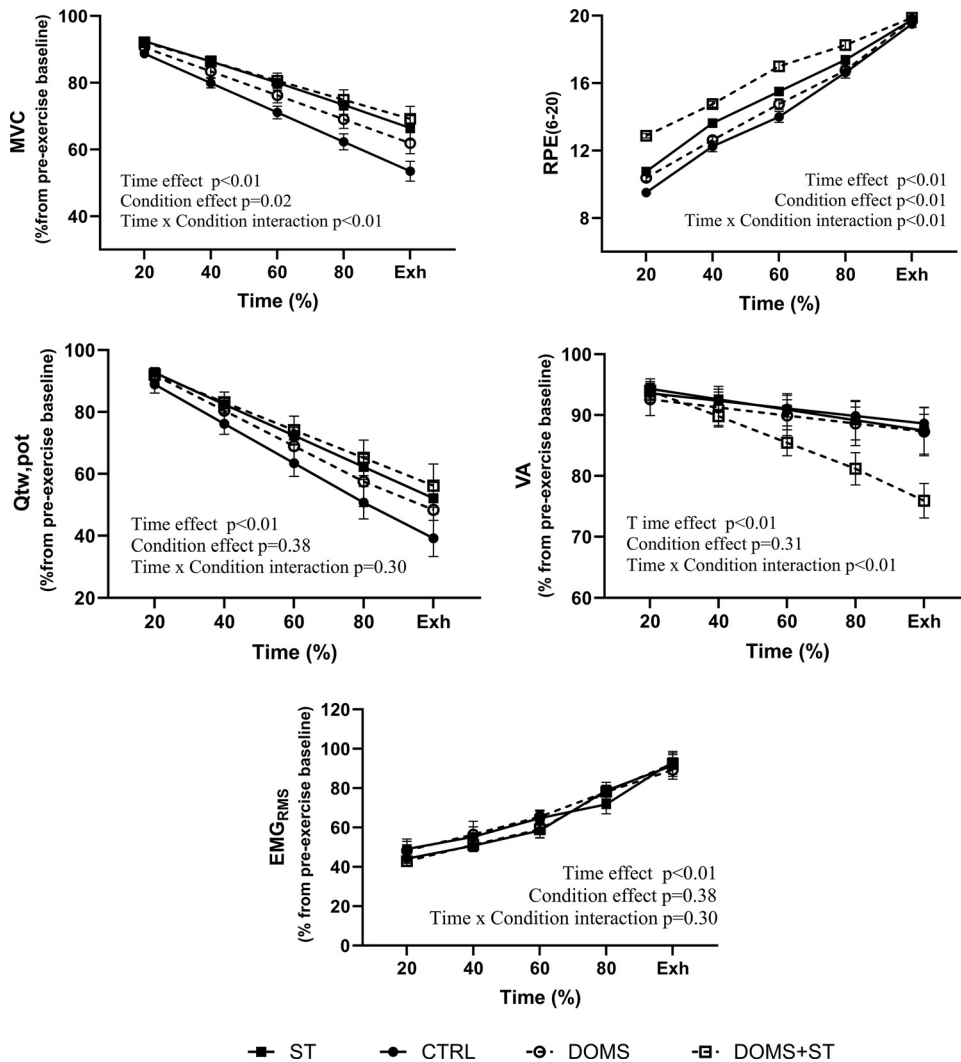 MVC
(%from pre-exercise baseline)
100
80
60
40
Time effect p<0.01
Condition effect p=0.02
Time x Condition interaction p<0.01
20 40 60 80 Exh
Time (%)
RPE(6-20)
20
16
12
8
Time effect p<0.01
Condition effect p<0.01
Time x Condition interaction p<0.01
20 40 60 80 Exh
Time (%)
Qtw,pot
(%from pre-exercise baseline)
100
80
60
40
20
Time effect p<0.01
Condition effect p=0.38
Time x Condition interaction p=0.30
20 40 60 80 Exh
Time (%)
VA
(% from pre-exercise baseline)
100
90
80
70
60
T ime effect p<0.01
Condition effect p=0.31
Time x Condition interaction p<0.01
20 40 60 80 Exh
Time (%)
EMGRMS
(% from pre-exercise baseline)
120
100
80
60
40
20
0
Time effect p<0.01
Condition effect p=0.38
Time x Condition interaction p=0.30
20 40 60 80 Exh
Time (%)
ST CTRL DOMS DOMS+ST